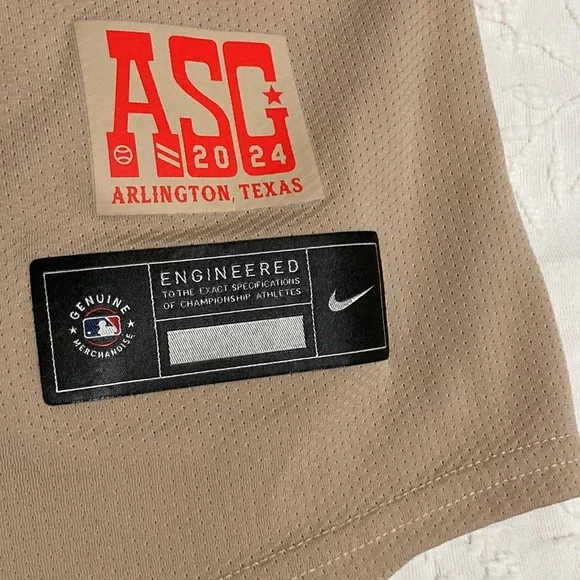 ASG
2024
ARLINGTON, TEXAS
ENGINEERED
TO THE EXACT SPECIFICATIONS
OF CHAMPIONSHIP ATHLETES
GENUINE
MERCHANDISE